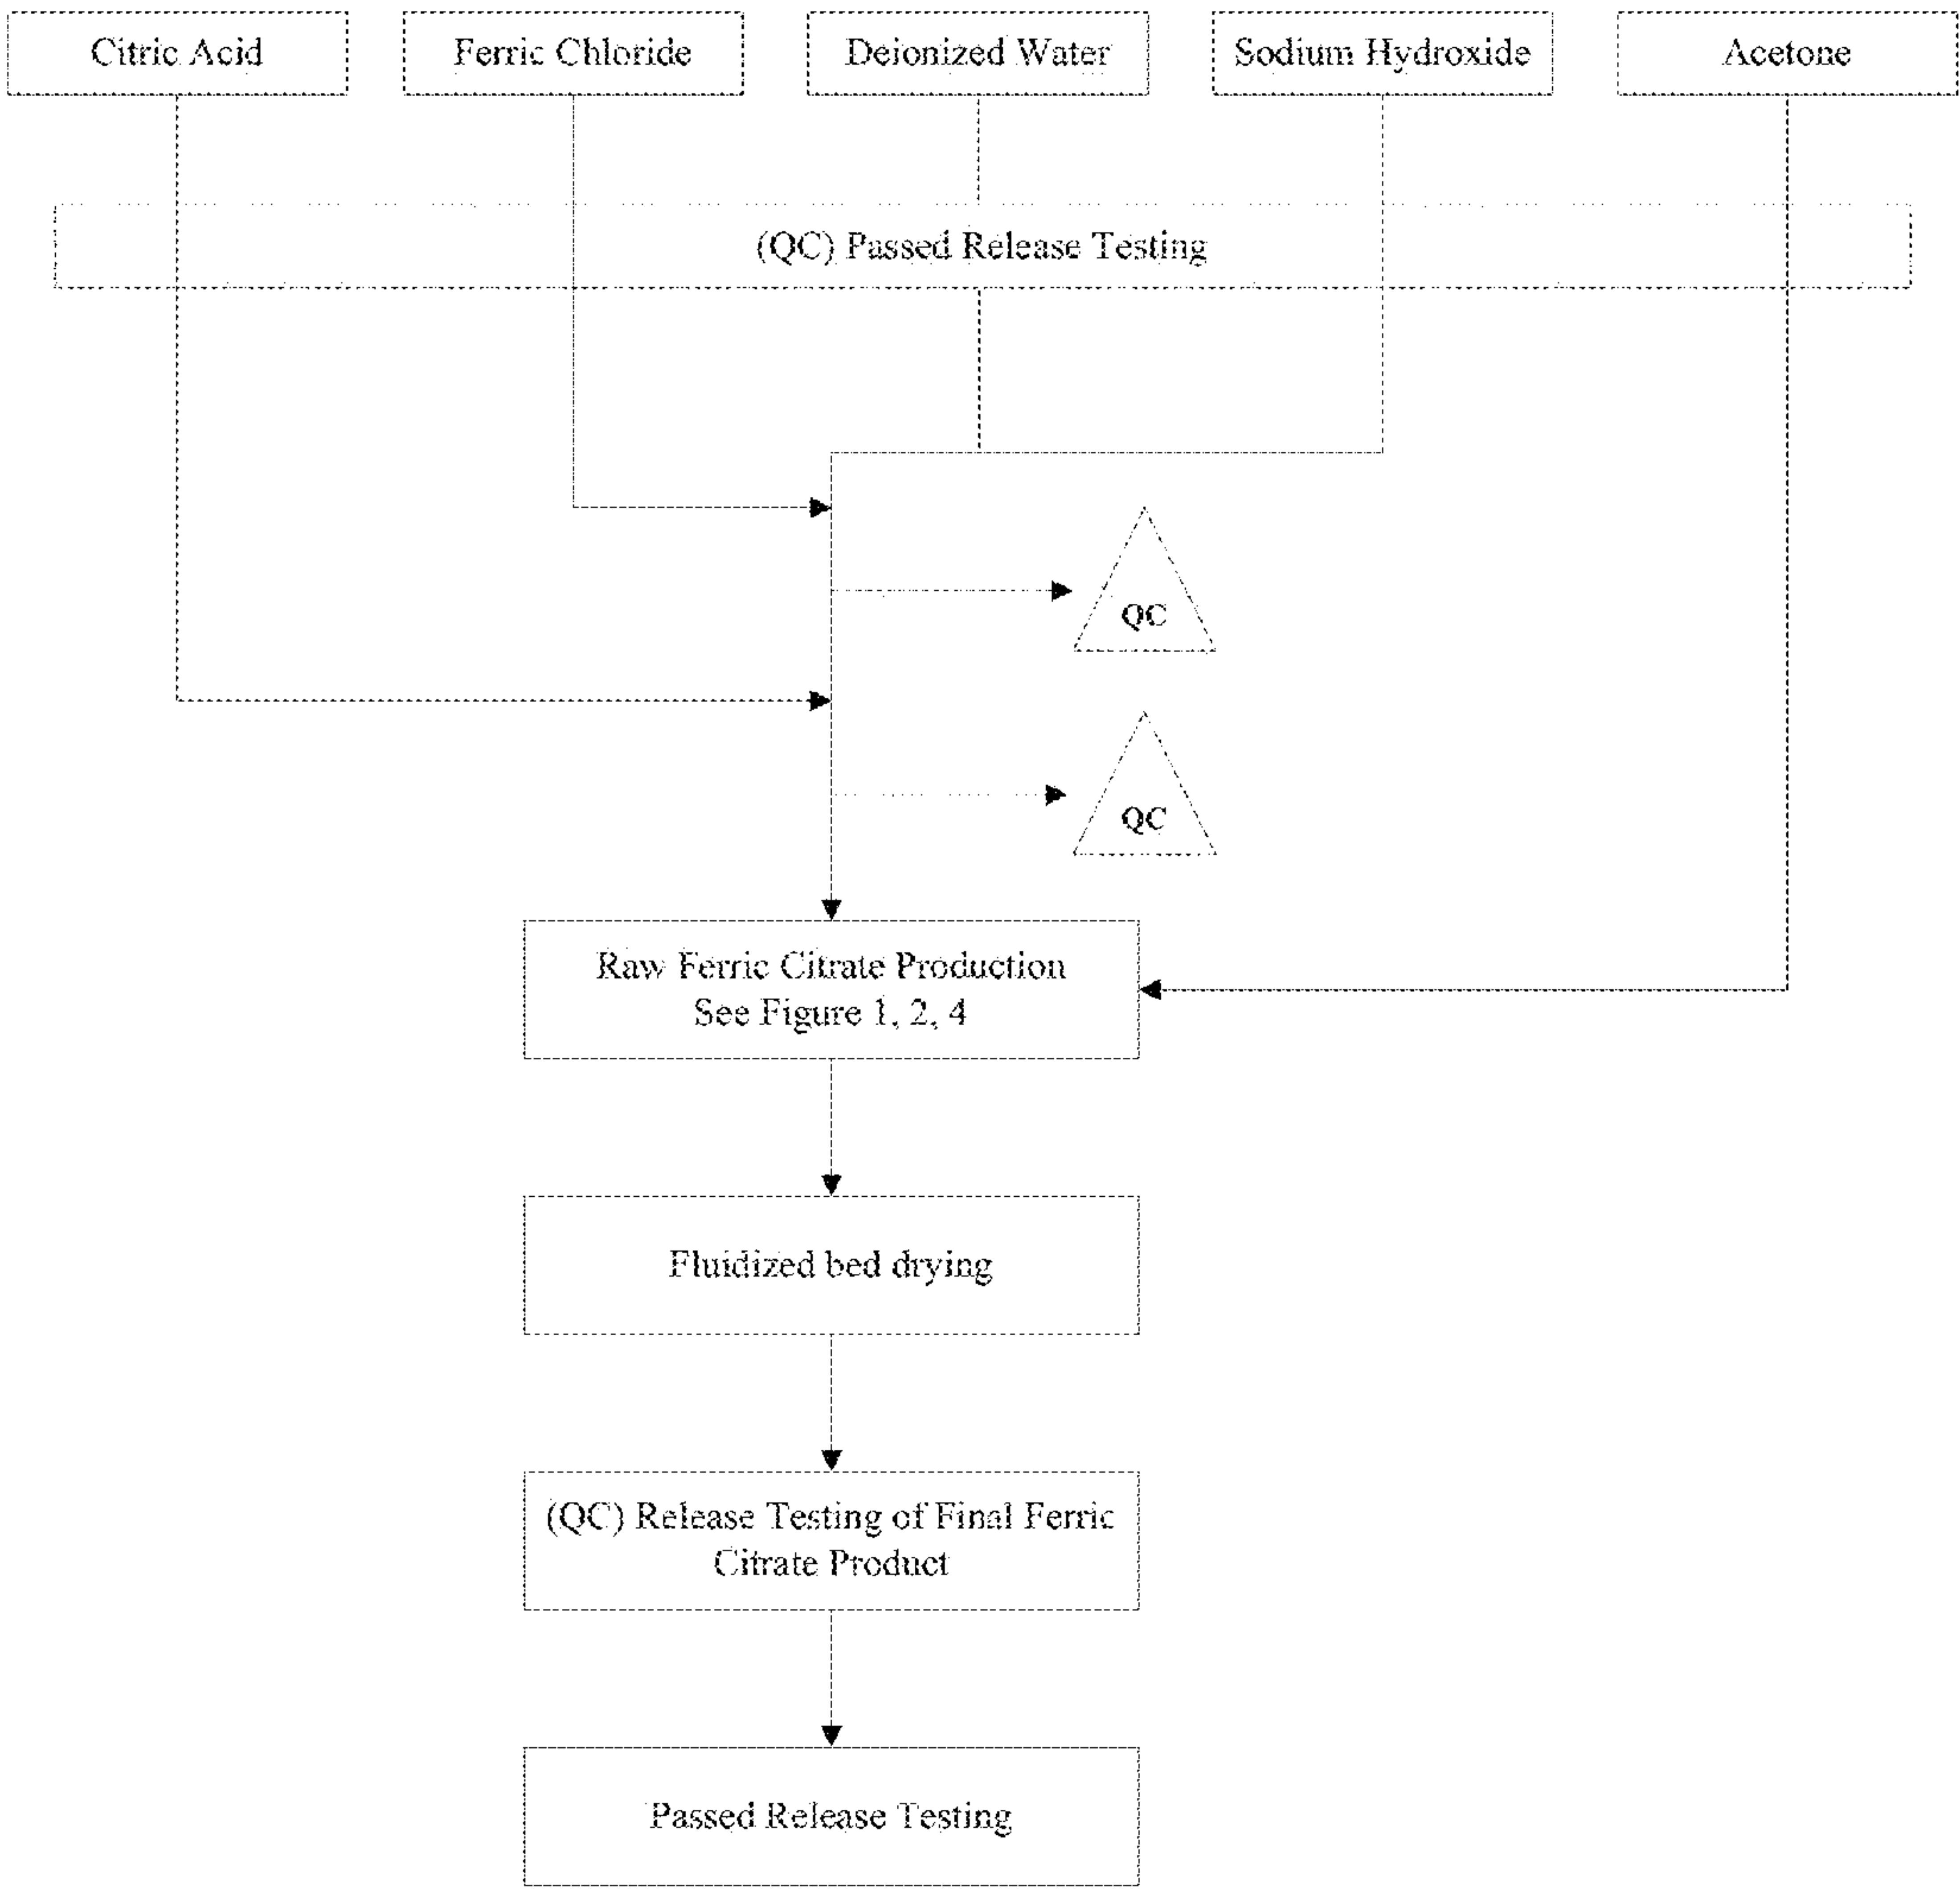 Citric Acid
Ferric Chloride
Deionized Water
Sodium Hydroxide
Acetone
(QC) Passed Release Testing
QC
QC
Raw Ferric Citrate Production
See Figure 1, 2, 4
Fluidized bed drying
(QC) Release Testing of Final Ferric
Citrate Product
Passed Release Testing